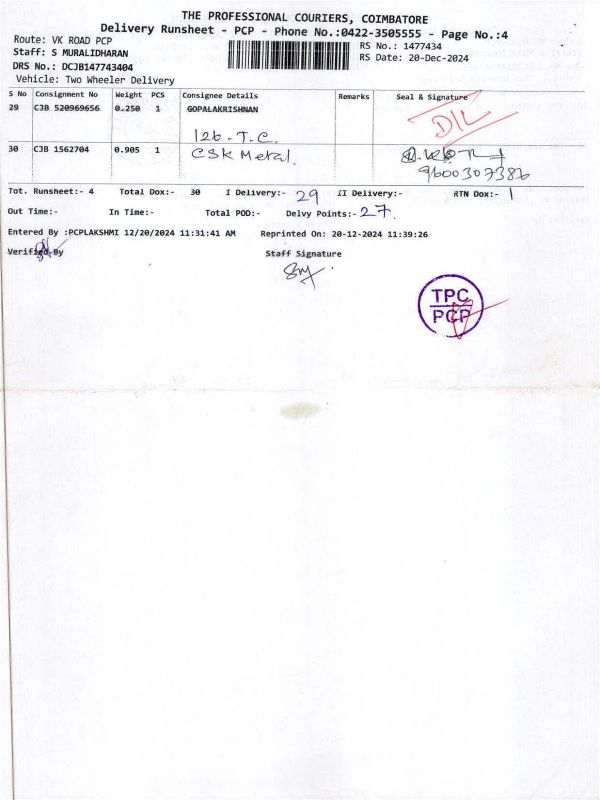 THE PROFESSIONAL COURIERS, COIMBATORE
Delivery Runsheet - PCP - Phone No.:0422-3505555 - Page No.:4
Route: VK ROAD PCP
RS No.: 1477434
Staff: S MURALIDHARAN
RS Date: 20-Dec-2024
DRS No.: DCJB147743404
Vehicle: Two Wheeler Delivery
S No Consignment No Weight PCS Consignee Details Remarks Seal & Signature
29 CJB 520969656 0.250 1 GOPALAKRISHNAN
D/L
126-T.C.
30 CJB 1562704 0.905 1 CSK Metal.
9600307386
Tot. Runsheet:- 4 Total Dox:- 30 I Delivery:- 29 II Delivery:- RTN Dox:- 1
Out Time:- In Time:- Total POD:- Delvy Points:- 27.
Entered By :PCPLAKSHMI 12/20/2024 11:31:41 AM Reprinted On: 20-12-2024 11:39:26
Verified By Staff Signature
TPC
PCP